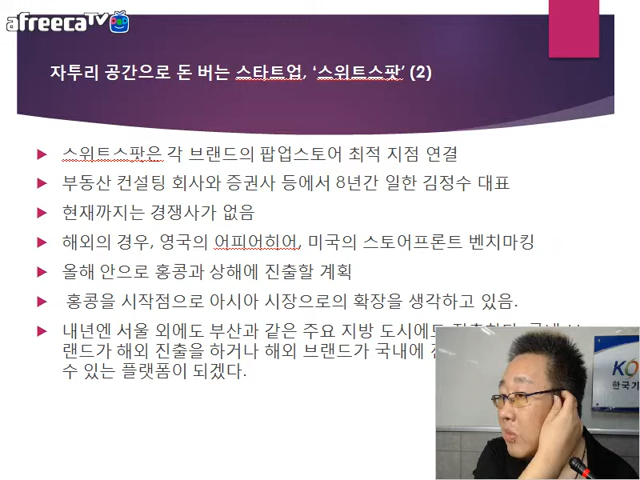 afreecaTV
자투리 공간으로 돈 버는 스타트업, ‘스위트스팟’ (2)
스위트스팟은 각 브랜드의 팝업스토어 최적 지점 연결
부동산 컨설팅 회사와 증권사 등에서 8년간 일한 김정수 대표
현재까지는 경쟁사가 없음
해외의 경우, 영국의 어피어히어, 미국의 스토어프론트 벤치마킹
올해 안으로 홍콩과 상해에 진출할 계획
홍콩을 시작점으로 아시아 시장으로의 확장을 생각하고 있음.
내년엔 서울 외에도 부산과 같은 주요 지방 도시에도
랜드가 해외 진출을 하거나 해외 브랜드가 국내에
수 있는 플랫폼이 되겠다.
KO
한국기